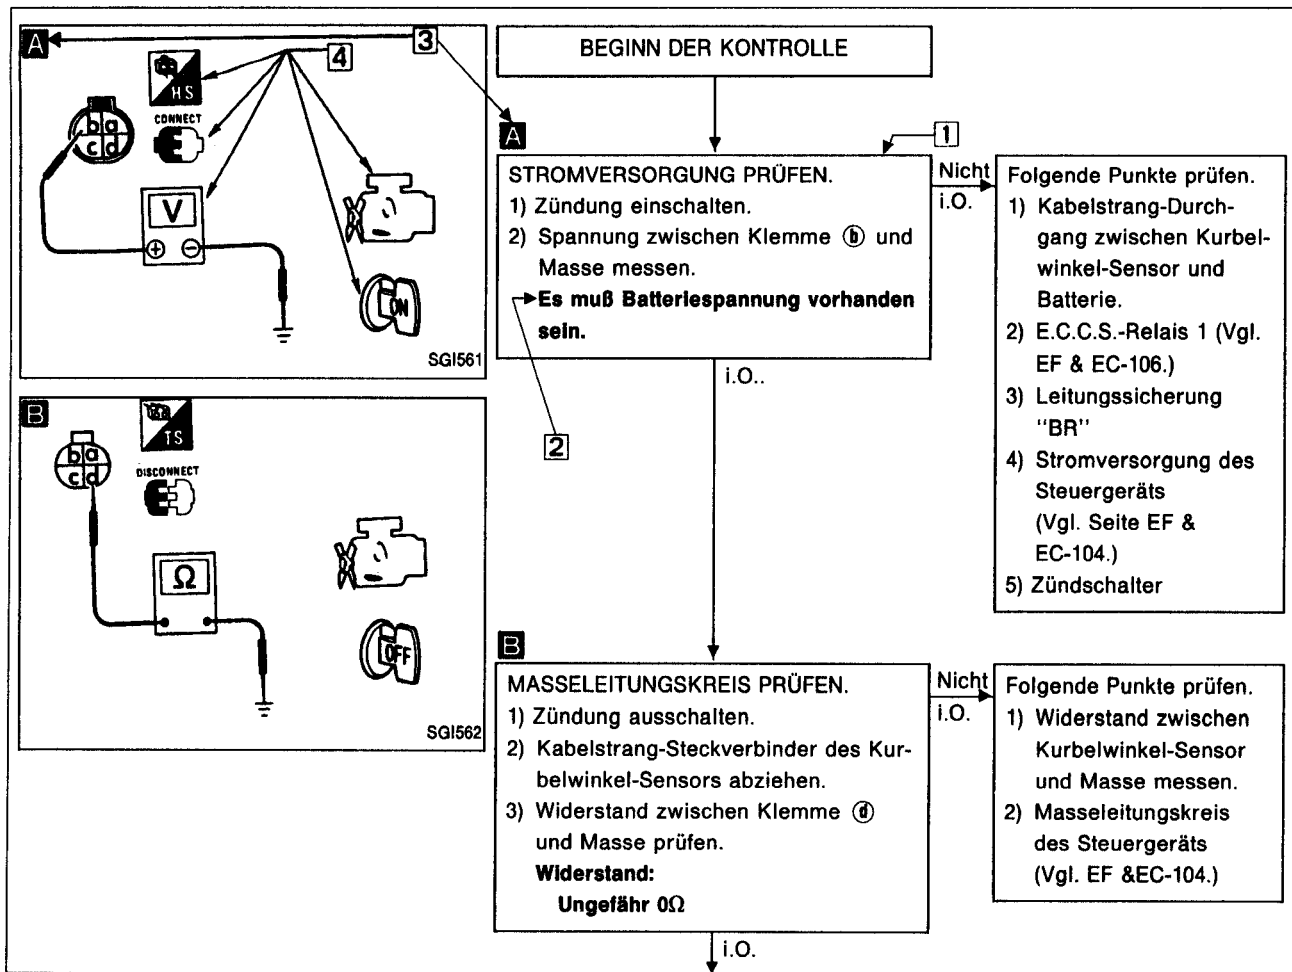 A
3
4
HS
CONNECT
b a
c d
V
+ −
ON
SGI561
B
TS
DISCONNECT
b a
c d
Ω
OFF
SGI562
BEGINN DER KONTROLLE
A
1
STROMVERSORGUNG PRÜFEN.
1) Zündung einschalten.
2) Spannung zwischen Klemme ⓑ und
Masse messen.
Es muß Batteriespannung vorhanden
sein.
2
Nicht
i.O.
i.O..
Folgende Punkte prüfen.
1) Kabelstrang-Durch-
gang zwischen Kurbel-
winkel-Sensor und
Batterie.
2) E.C.C.S.-Relais 1 (Vgl.
EF & EC-106.)
3) Leitungssicherung
"BR"
4) Stromversorgung des
Steuergeräts
(Vgl. Seite EF &
EC-104.)
5) Zündschalter
B
MASSELEITUNGSKREIS PRÜFEN.
1) Zündung ausschalten.
2) Kabelstrang-Steckverbinder des Kur-
belwinkel-Sensors abziehen.
3) Widerstand zwischen Klemme ⓓ
und Masse prüfen.
Widerstand:
Ungefähr 0Ω
Nicht
i.O.
i.O.
Folgende Punkte prüfen.
1) Widerstand zwischen
Kurbelwinkel-Sensor
und Masse messen.
2) Masseleitungskreis
des Steuergeräts
(Vgl. EF &EC-104.)